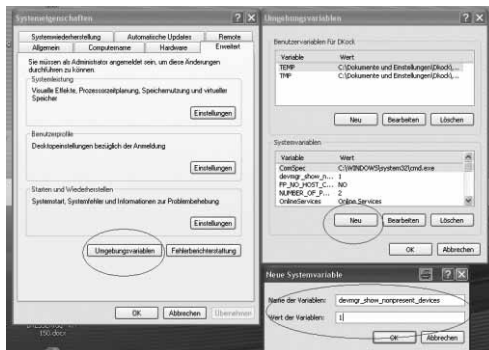 Systemeigenschaften
Systemwiederherstellung Automatische Updates Remote
Allgemein Computername Hardware Erweitert
Sie müssen als Administrator angemeldet sein, um diese Änderungen
durchführen zu können.
Systemleistung
Visuelle Effekte, Prozessorzeitplanung, Speichernutzung und virtueller
Speicher
Einstellungen
Benutzerprofile
Desktopeinstellungen bezüglich der Anmeldung
Einstellungen
Starten und Wiederherstellen
Systemstart, Systemfehler und Informationen zur Problembehebung
Einstellungen
Umgebungsvariablen Fehlerberichterstattung
OK Abbrechen Übernehmen
Umgebungsvariablen
Benutzervariablen für DKock
Variable Wert
TEMP C:\Dokumente und Einstellungen\DKock\...
TMP C:\Dokumente und Einstellungen\DKock\...
Neu Bearbeiten Löschen
Systemvariablen
Variable Wert
ComSpec C:\WINDOWS\system32\cmd.exe
devmgr_show_n... 1
FP_NO_HOST_C... NO
NUMBER_OF_P... 2
OnlineServices Online Services
Neu Bearbeiten Löschen
OK Abbrechen
Neue Systemvariable
Name der Variablen: devmgr_show_nonpresent_devices
Wert der Variablen: 1
OK Abbrechen